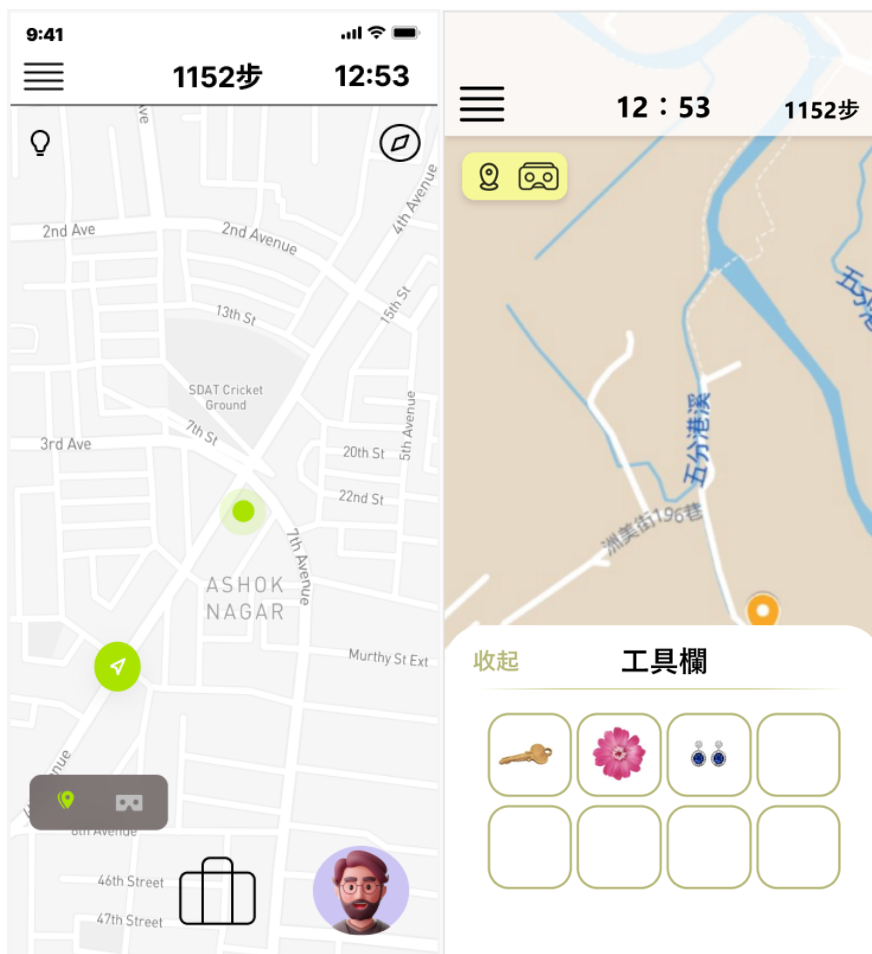 9:41
1152步
12:53
ve
4th Avenue
2nd Ave
2nd Avenue
13th St
15th St
SDAT Cricket
Ground
7th St
5th Avenue
3rd Ave
20th St
22nd St
7th Avenue
ASHOK
NAGAR
Murthy St Ext
6th Avenue
46th Street
47th Street
12：53
1152步
五分港溪
洲美街196巷
收起
工具欄